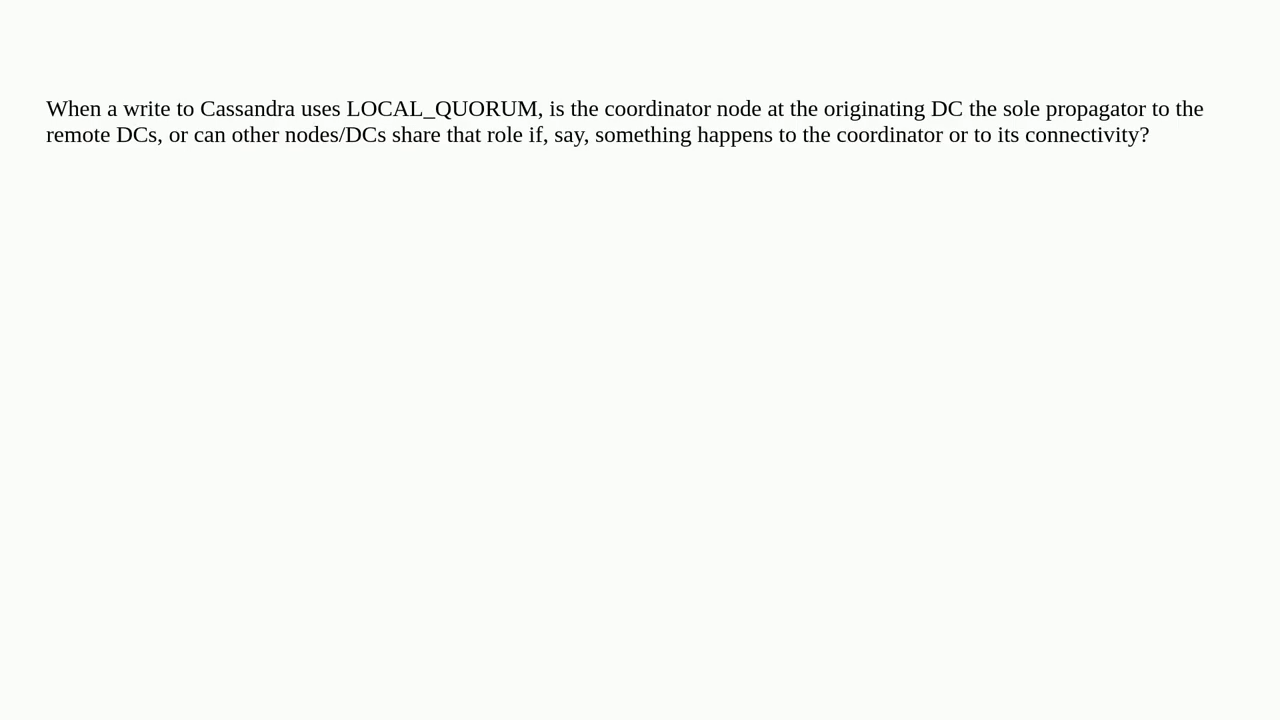 When a write to Cassandra uses LOCAL_QUORUM, is the coordinator node at the originating DC the sole propagator to the
remote DCs, or can other nodes/DCs share that role if, say, something happens to the coordinator or to its connectivity?